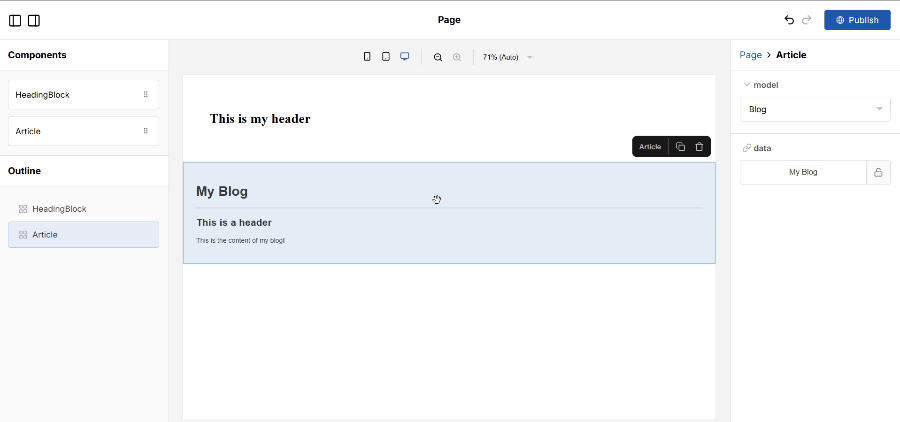 Page
Publish
Components
HeadingBlock
Article
Outline
HeadingBlock
Article
71% (Auto)
This is my header
Article
My Blog
This is a header
This is the content of my blog!
Page > Article
model
Blog
data
My Blog